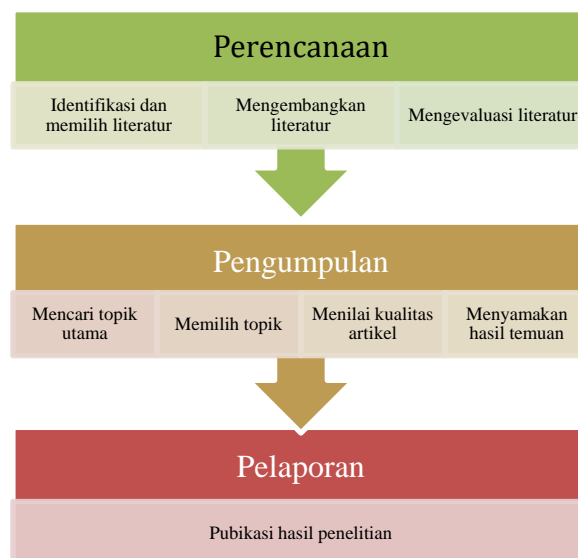 Perencanaan
Identifikasi dan
memilih literatur
Mengembangkan
literatur
Mengevaluasi literatur
Pengumpulan
Mencari topik
utama
Memilih topik
Menilai kualitas
artikel
Menyamakan
hasil temuan
Pelaporan
Pubikasi hasil penelitian